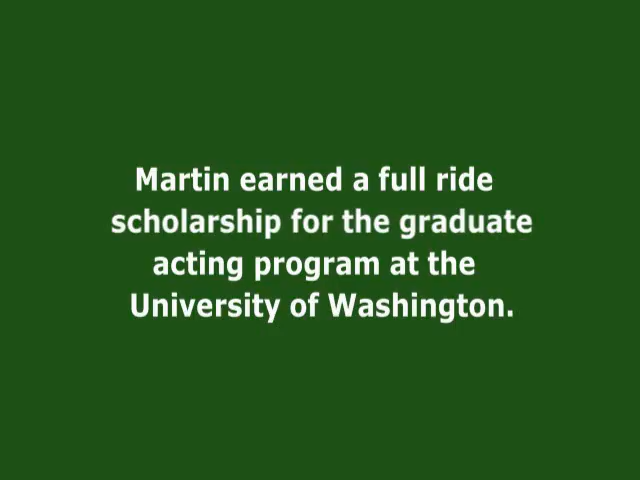 Martin earned a full ride
scholarship for the graduate
acting program at the
University of Washington.